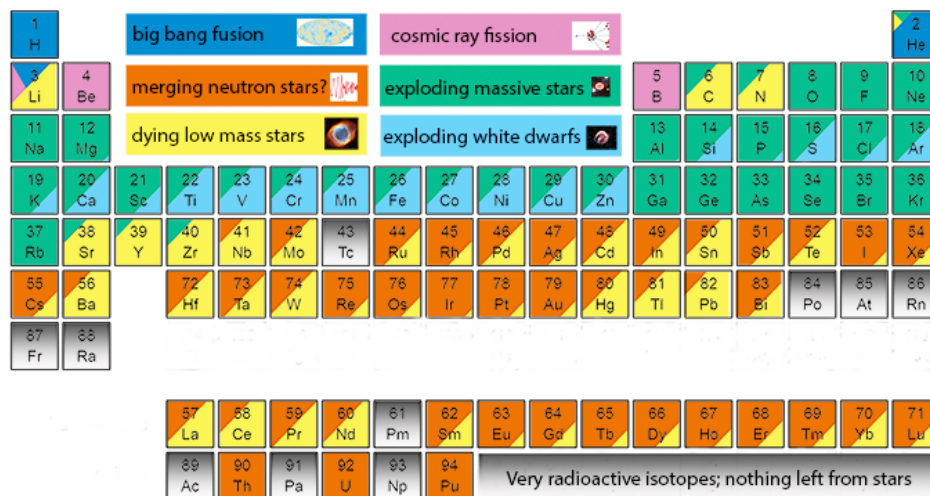 1 2
H big bang fusion cosmic ray fission He
3 4 merging neutron stars? exploding massive stars 5 6 7 8 9 10
Li Be B C N O F Ne
11 12 dying low mass stars exploding white dwarfs 13 14 15 16 17 18
Na Mg Al Si P S Cl Ar
19 20 21 22 23 24 25 26 27 28 29 30 31 32 33 34 35 36
K Ca Sc Ti V Cr Mn Fe Co Ni Cu Zn Ga Ge As Se Br Kr
37 38 39 40 41 42 43 44 45 46 47 48 49 50 51 52 53 54
Rb Sr Y Zr Nb Mo Tc Ru Rh Pd Ag Cd In Sn Sb Te I Xe
55 56 72 73 74 75 76 77 78 79 80 81 82 83 84 85 86
Cs Ba Hf Ta W Re Os Ir Pt Au Hg Tl Pb Bi Po At Rn
87 88
Fr Ra
57 58 59 60 61 62 63 64 65 66 67 68 69 70 71
La Ce Pr Nd Pm Sm Eu Gd Tb Dy Ho Er Tm Yb Lu
89 90 91 92 93 94 Very radioactive isotopes; nothing left from stars
Ac Th Pa U Np Pu